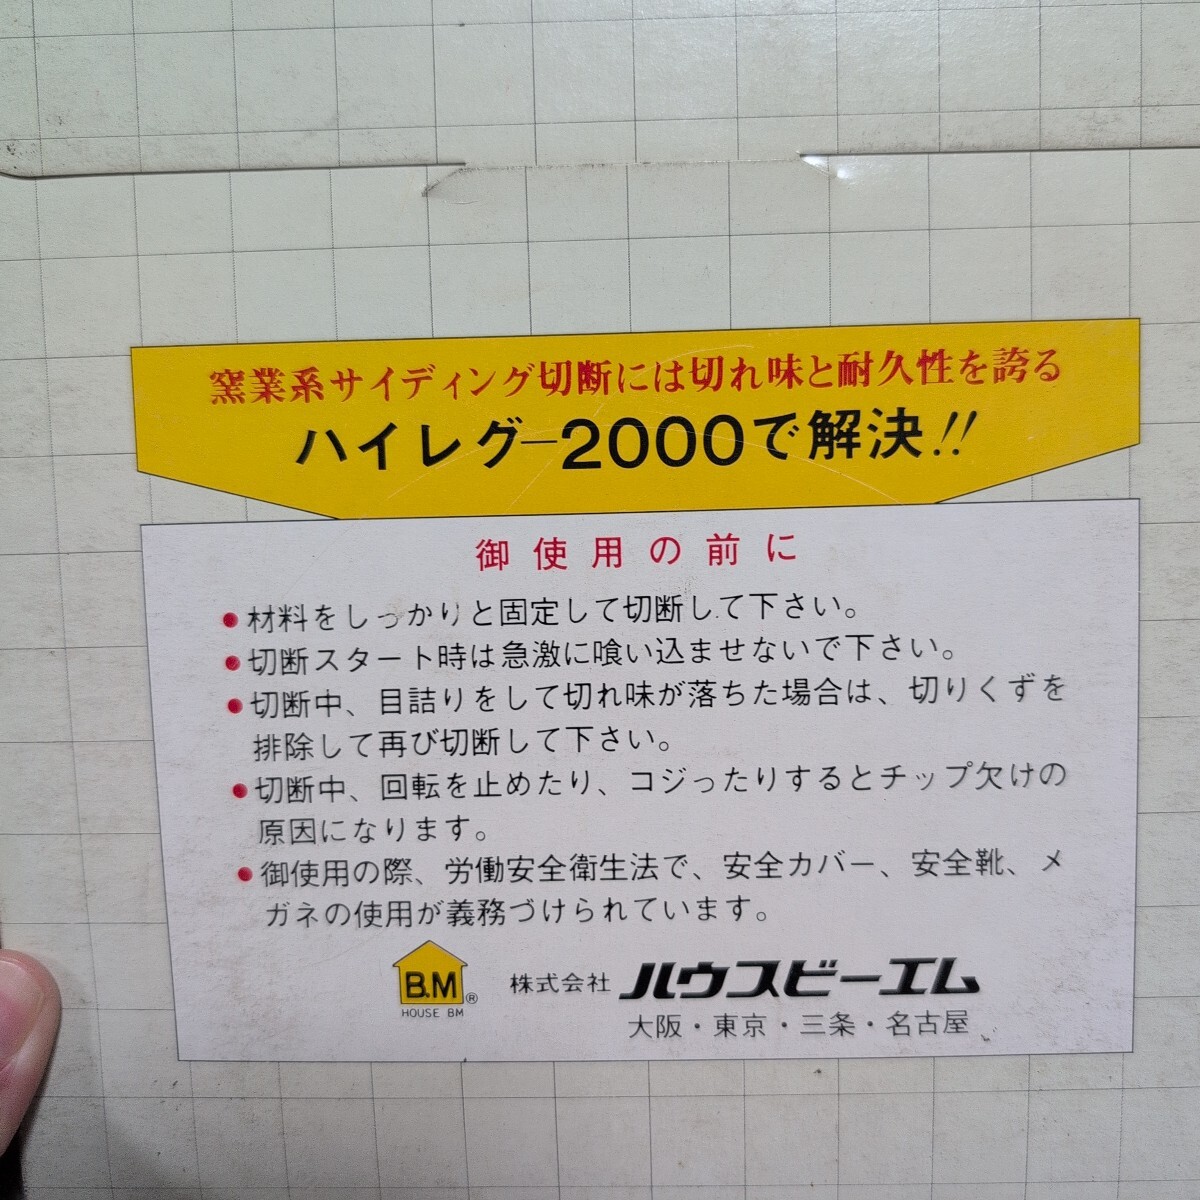 窯業系サイディング切断には切れ味と耐久性を誇る
ハイレグ-2000で解決!!
御使用の前に
●材料をしっかりと固定して切断して下さい。
●切断スタート時は急激に喰い込ませないで下さい。
●切断中、目詰りをして切れ味が落ちた場合は、切りくずを
排除して再び切断して下さい。
●切断中、回転を止めたり、コジったりするとチップ欠けの
原因になります。
●御使用の際、労働安全衛生法で、安全カバー、安全靴、メ
ガネの使用が義務づけられています。
B.M®
HOUSE BM
株式会社 ハウスビーエム
大阪・東京・三条・名古屋